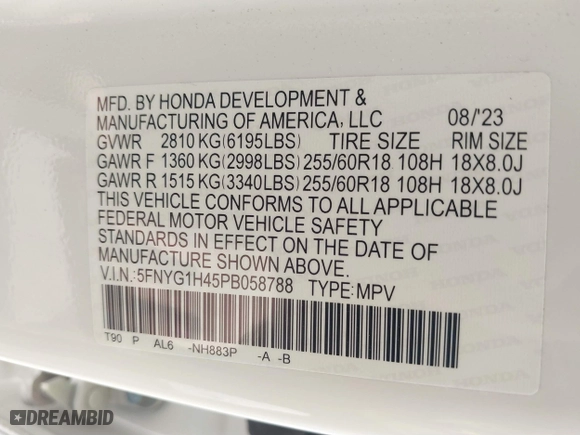 MFD. BY HONDA DEVELOPMENT &
MANUFACTURING OF AMERICA, LLC 08/'23
GVWR 2810 KG(6195LBS) TIRE SIZE RIM SIZE
GAWR F 1360 KG(2998LBS) 255/60R18 108H 18X8.0J
GAWR R 1515 KG(3340LBS) 255/60R18 108H 18X8.0J
THIS VEHICLE CONFORMS TO ALL APPLICABLE
FEDERAL MOTOR VEHICLE SAFETY
STANDARDS IN EFFECT ON THE DATE OF
MANUFACTURE SHOWN ABOVE.
V.I.N.:5FNYG1H45PB058788 TYPE:MPV
T90 P AL6 -NH883P -A -B
DREAMBID